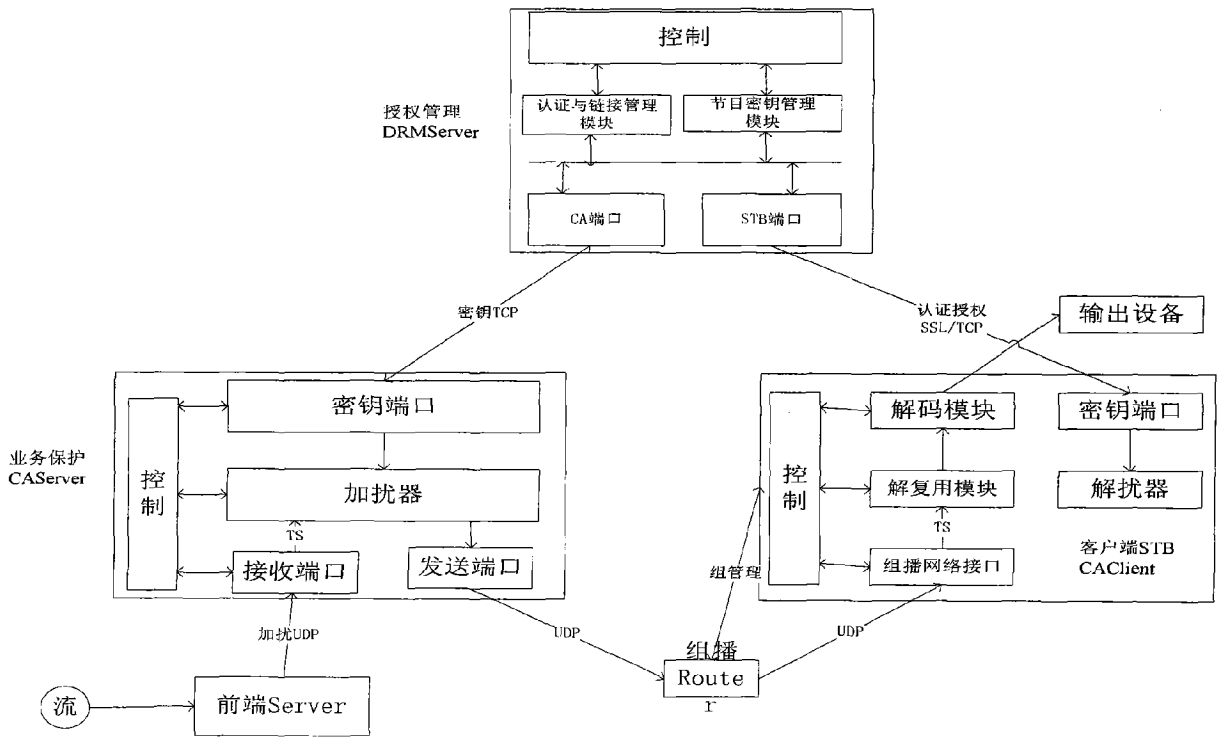 控制
授权管理
DRMServer
认证与链接管理
模块
节目密钥管理
模块
CA端口
STB端口
密钥TCP
认证授权
SSL/TCP
输出设备
业务保护
CAServer
控
制
密钥端口
加扰器
TS
接收端口
发送端口
控
制
解码模块
密钥端口
解复用模块
解扰器
TS
组播网络接口
客户端STB
CAClient
组管理
加扰UDP
UDP
UDP
组播
Route
r
流
前端Server